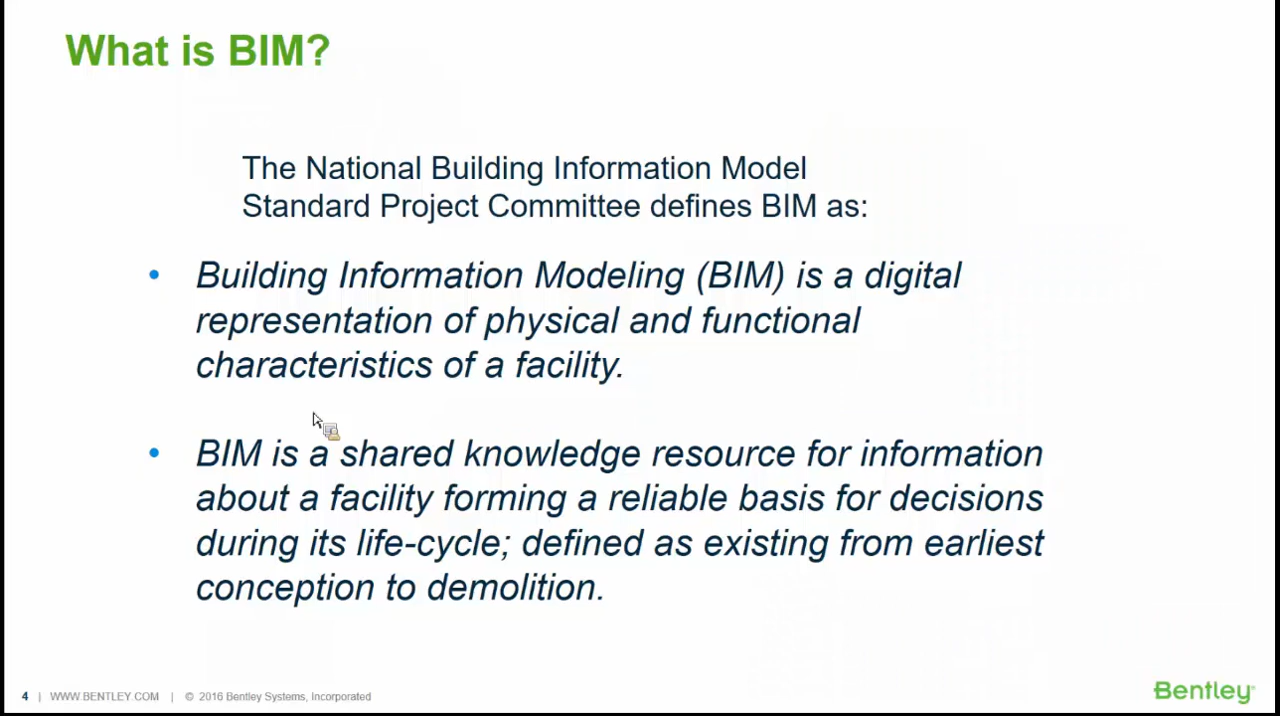 What is BIM?
The National Building Information Model
Standard Project Committee defines BIM as:
• Building Information Modeling (BIM) is a digital
representation of physical and functional
characteristics of a facility.
• BIM is a shared knowledge resource for information
about a facility forming a reliable basis for decisions
during its life-cycle; defined as existing from earliest
conception to demolition.
4 | WWW.BENTLEY.COM | © 2016 Bentley Systems, Incorporated
Bentley®